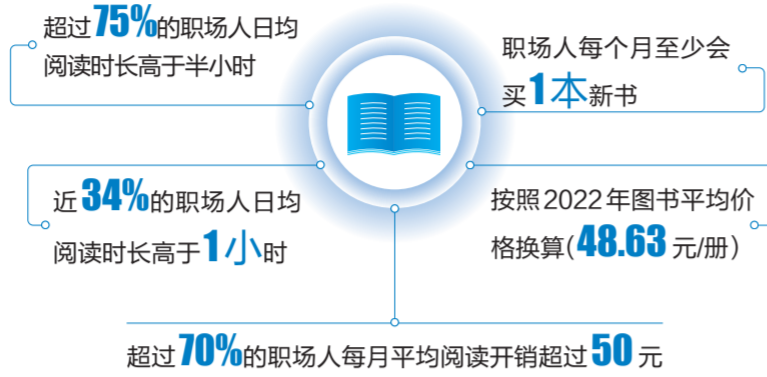 超过75%的职场人日均
阅读时长高于半小时
职场人每个月至少会
买1本新书
近34%的职场人日均
阅读时长高于1小时
按照2022年图书平均价
格换算(48.63元/册)
超过70%的职场人每月平均阅读开销超过50元